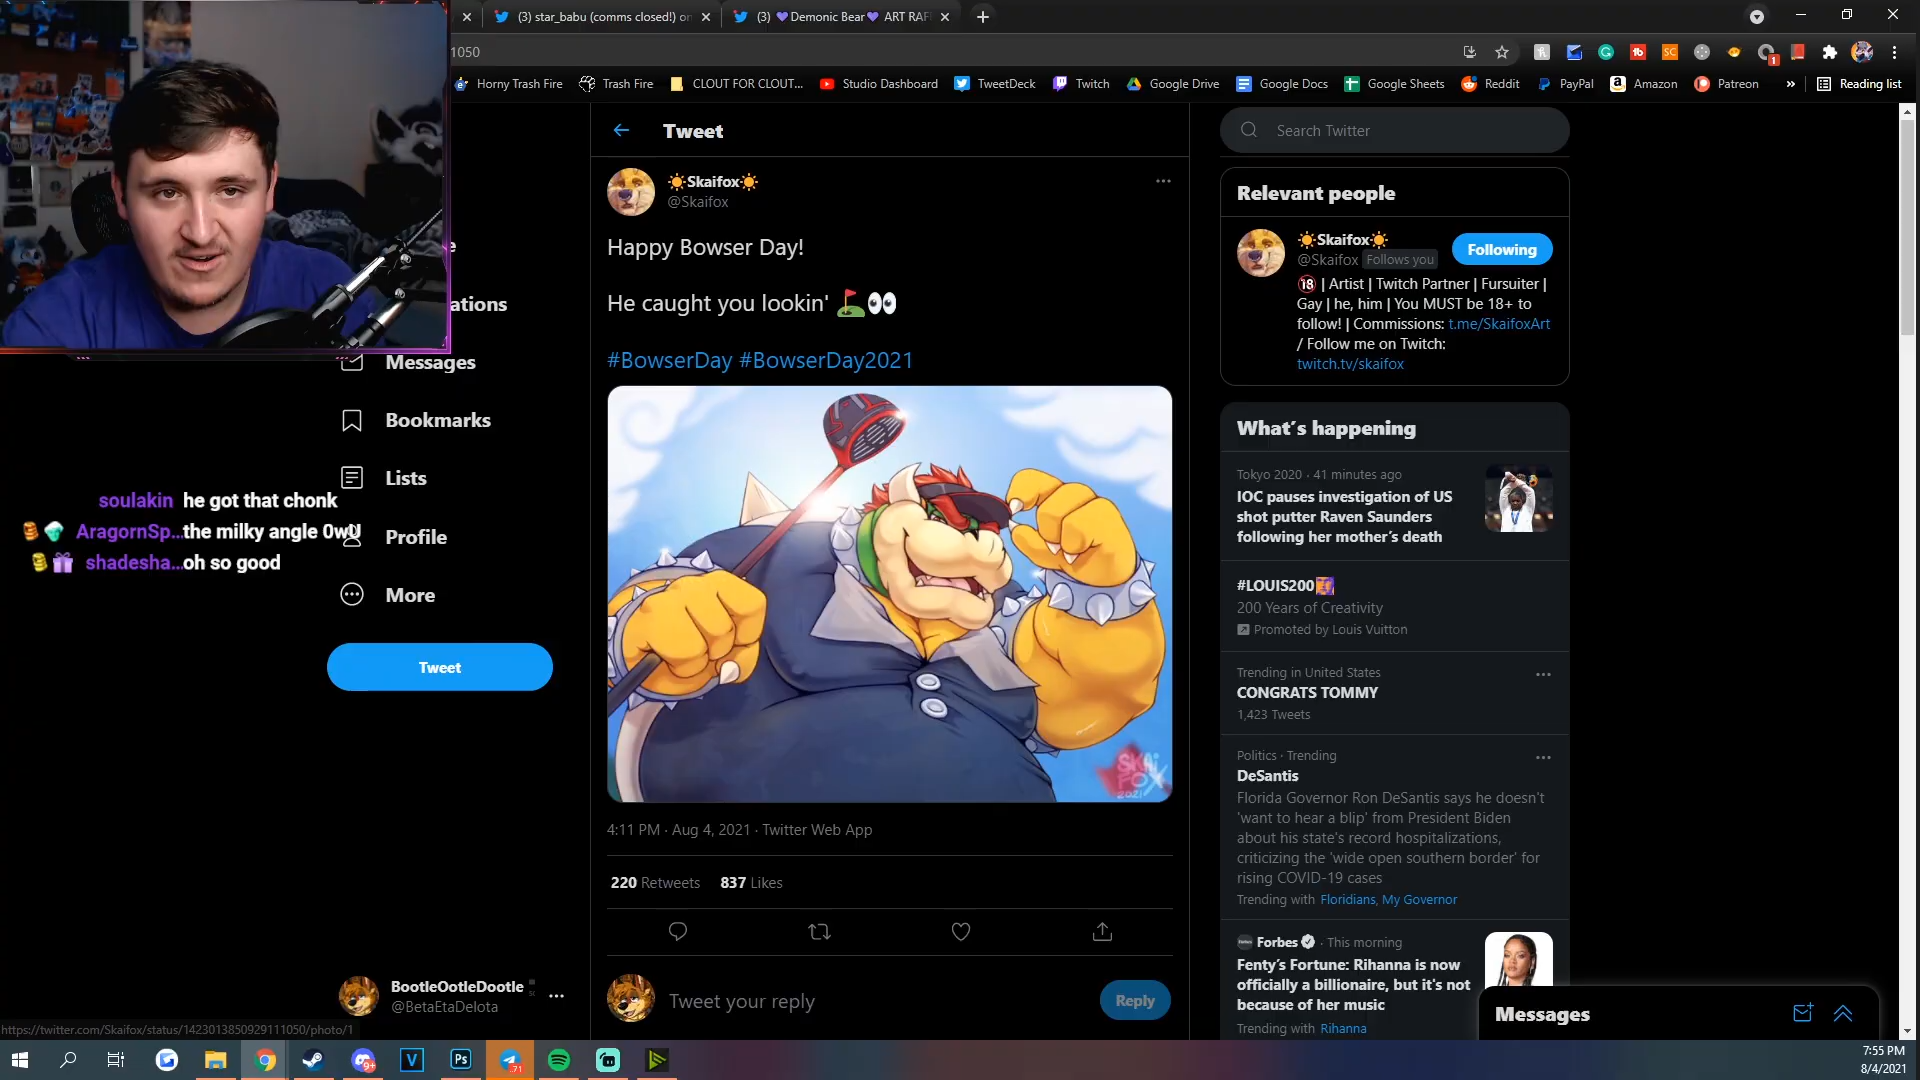 (3) star_babu (comms closed!) on
(3) 💜Demonic Bear💜 ART RAF
1050
Horny Trash Fire
Trash Fire
CLOUT FOR CLOUT...
Studio Dashboard
TweetDeck
Twitch
Google Drive
Google Docs
Google Sheets
Reddit
PayPal
Amazon
Patreon
»
Reading list
Tweet
Search Twitter
☀️Skaifox☀️
@Skaifox
Happy Bowser Day!
He caught you lookin' ⛳👀
#BowserDay #BowserDay2021
SKAI
FOX
2021
4:11 PM · Aug 4, 2021 · Twitter Web App
220 Retweets 837 Likes
Tweet your reply
Reply
Relevant people
☀️Skaifox☀️
@Skaifox Follows you
Following
🔞 | Artist | Twitch Partner | Fursuiter |
Gay | he, him | You MUST be 18+ to
follow! | Commissions: t.me/SkaifoxArt
/ Follow me on Twitch:
twitch.tv/skaifox
What's happening
Tokyo 2020 · 41 minutes ago
IOC pauses investigation of US
shot putter Raven Saunders
following her mother's death
#LOUIS200
200 Years of Creativity
Promoted by Louis Vuitton
Trending in United States
CONGRATS TOMMY
1,423 Tweets
Politics · Trending
DeSantis
Florida Governor Ron DeSantis says he doesn't
'want to hear a blip' from President Biden
about his state's record hospitalizations,
criticizing the 'wide open southern border' for
rising COVID-19 cases
Trending with Floridians, My Governor
Forbes · This morning
Fenty's Fortune: Rihanna is now
officially a billionaire, but it's not
because of her music
Trending with Rihanna
Messages
e
ations
Messages
Bookmarks
Lists
Profile
More
Tweet
soulakin he got that chonk
AragornSp...the milky angle 0wU
shadesha...oh so good
BootleOotleDootle
@BetaEtaDelota
https://twitter.com/Skaifox/status/1423013850929111050/photo/1
7:55 PM
8/4/2021